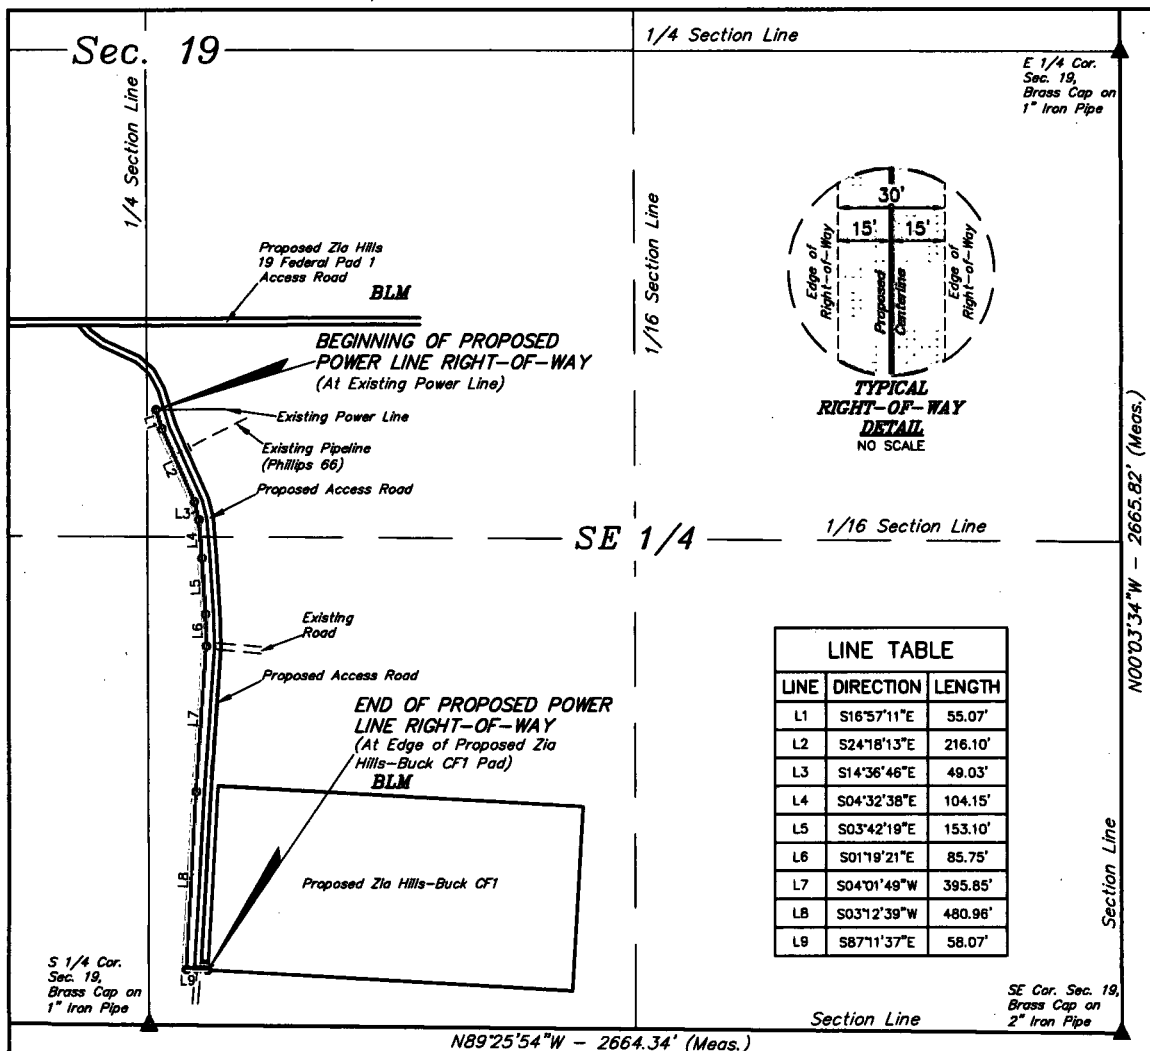 Sec. 19
1/4 Section Line
E 1/4 Cor.
Sec. 19,
Brass Cap on
1" Iron Pipe
1/4 Section Line
1/16 Section Line
30'
15' 15'
Edge of
Right-of-Way
Proposed
Centerline
Edge of
Right-of-Way
TYPICAL
RIGHT-OF-WAY
DETAIL
NO SCALE
Proposed Zia Hills
19 Federal Pad 1
Access Road
BLM
BEGINNING OF PROPOSED
POWER LINE RIGHT-OF-WAY
(At Existing Power Line)
Existing Power Line
Existing Pipeline
(Phillips 66)
Proposed Access Road
L1
L2
L3
L4
L5
L6
L7
L8
L9
SE 1/4
1/16 Section Line
N00°03'34"W - 2665.82' (Meas.)
Existing
Road
Proposed Access Road
END OF PROPOSED POWER
LINE RIGHT-OF-WAY
(At Edge of Proposed Zia
Hills-Buck CF1 Pad)
BLM
Proposed Zia Hills-Buck CF1
LINE TABLE
LINE DIRECTION LENGTH
L1 S16°57'11"E 55.07'
L2 S24°18'13"E 216.10'
L3 S14°36'46"E 49.03'
L4 S04°32'38"E 104.15'
L5 S03°42'19"E 153.10'
L6 S01°19'21"E 85.75'
L7 S04°01'49"W 395.85'
L8 S03°12'39"W 480.96'
L9 S87°11'37"E 58.07'
Section Line
S 1/4 Cor.
Sec. 19,
Brass Cap on
1" Iron Pipe
SE Cor. Sec. 19,
Brass Cap on
2" Iron Pipe
Section Line
N89°25'54"W - 2664.34' (Meas.)